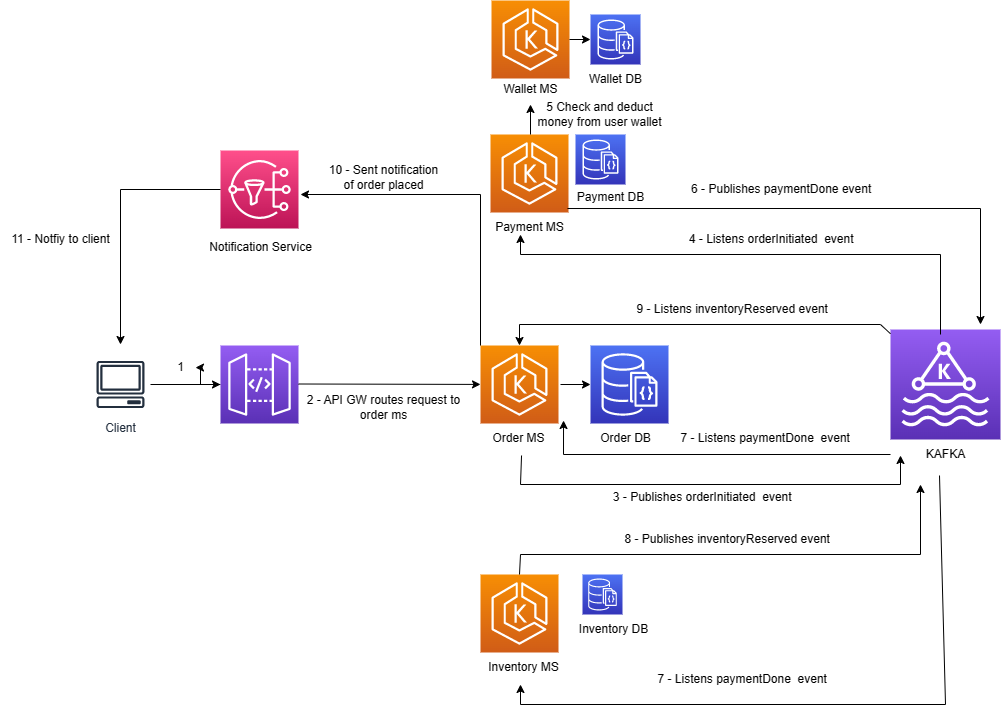 Wallet MS
Wallet DB
5 Check and deduct
money from user wallet
10 - Sent notification
of order placed
Payment DB
6 - Publishes paymentDone event
Payment MS
11 - Notfiy to client
Notification Service
4 - Listens orderInitiated event
9 - Listens inventoryReserved event
1
</>
K
2 - API GW routes request to
order ms
Client
Order MS
Order DB
7 - Listens paymentDone event
KAFKA
3 - Publishes orderInitiated event
8 - Publishes inventoryReserved event
Inventory DB
Inventory MS
7 - Listens paymentDone event